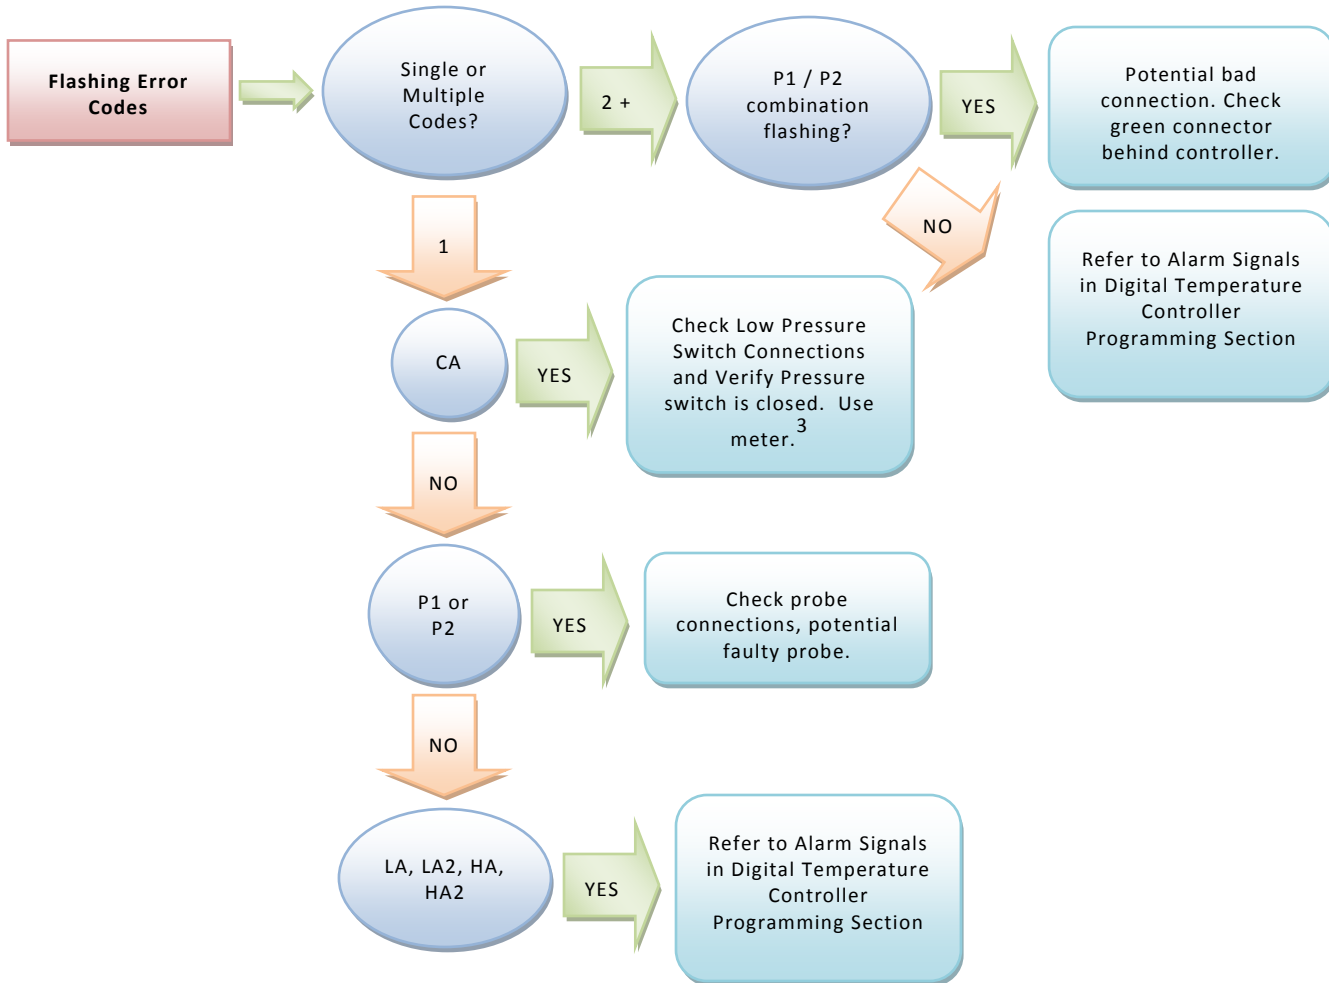 Flashing Error
Codes
Single or
Multiple
Codes?
2 +
P1 / P2
combination
flashing?
YES
Potential bad
connection. Check
green connector
behind controller.
NO
Refer to Alarm Signals
in Digital Temperature
Controller
Programming Section
1
CA
YES
Check Low Pressure
Switch Connections
and Verify Pressure
switch is closed. Use
meter.3
NO
P1 or
P2
YES
Check probe
connections, potential
faulty probe.
NO
LA, LA2, HA,
HA2
YES
Refer to Alarm Signals
in Digital Temperature
Controller
Programming Section